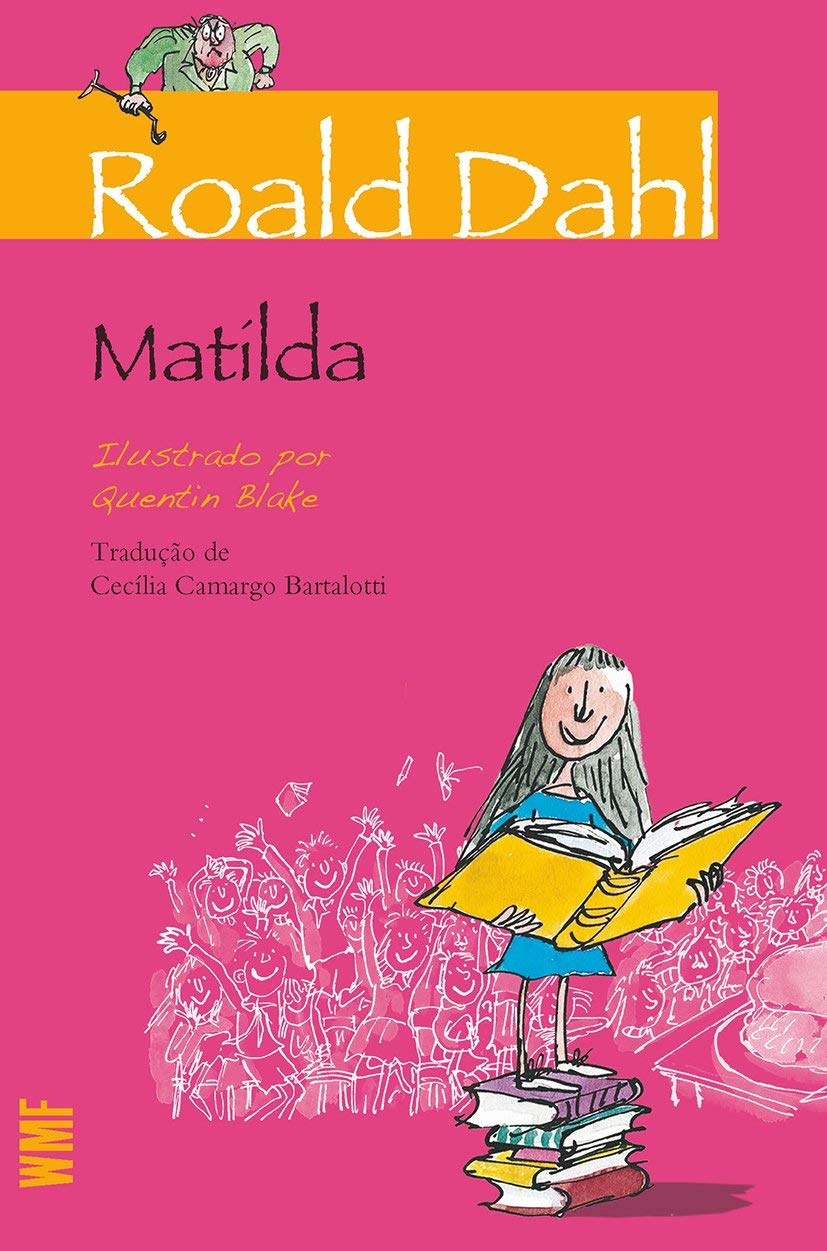 Roald Dahl
Matilda
Ilustrado por
Quentin Blake
Tradução de
Cecília Camargo Bartalotti
WMF